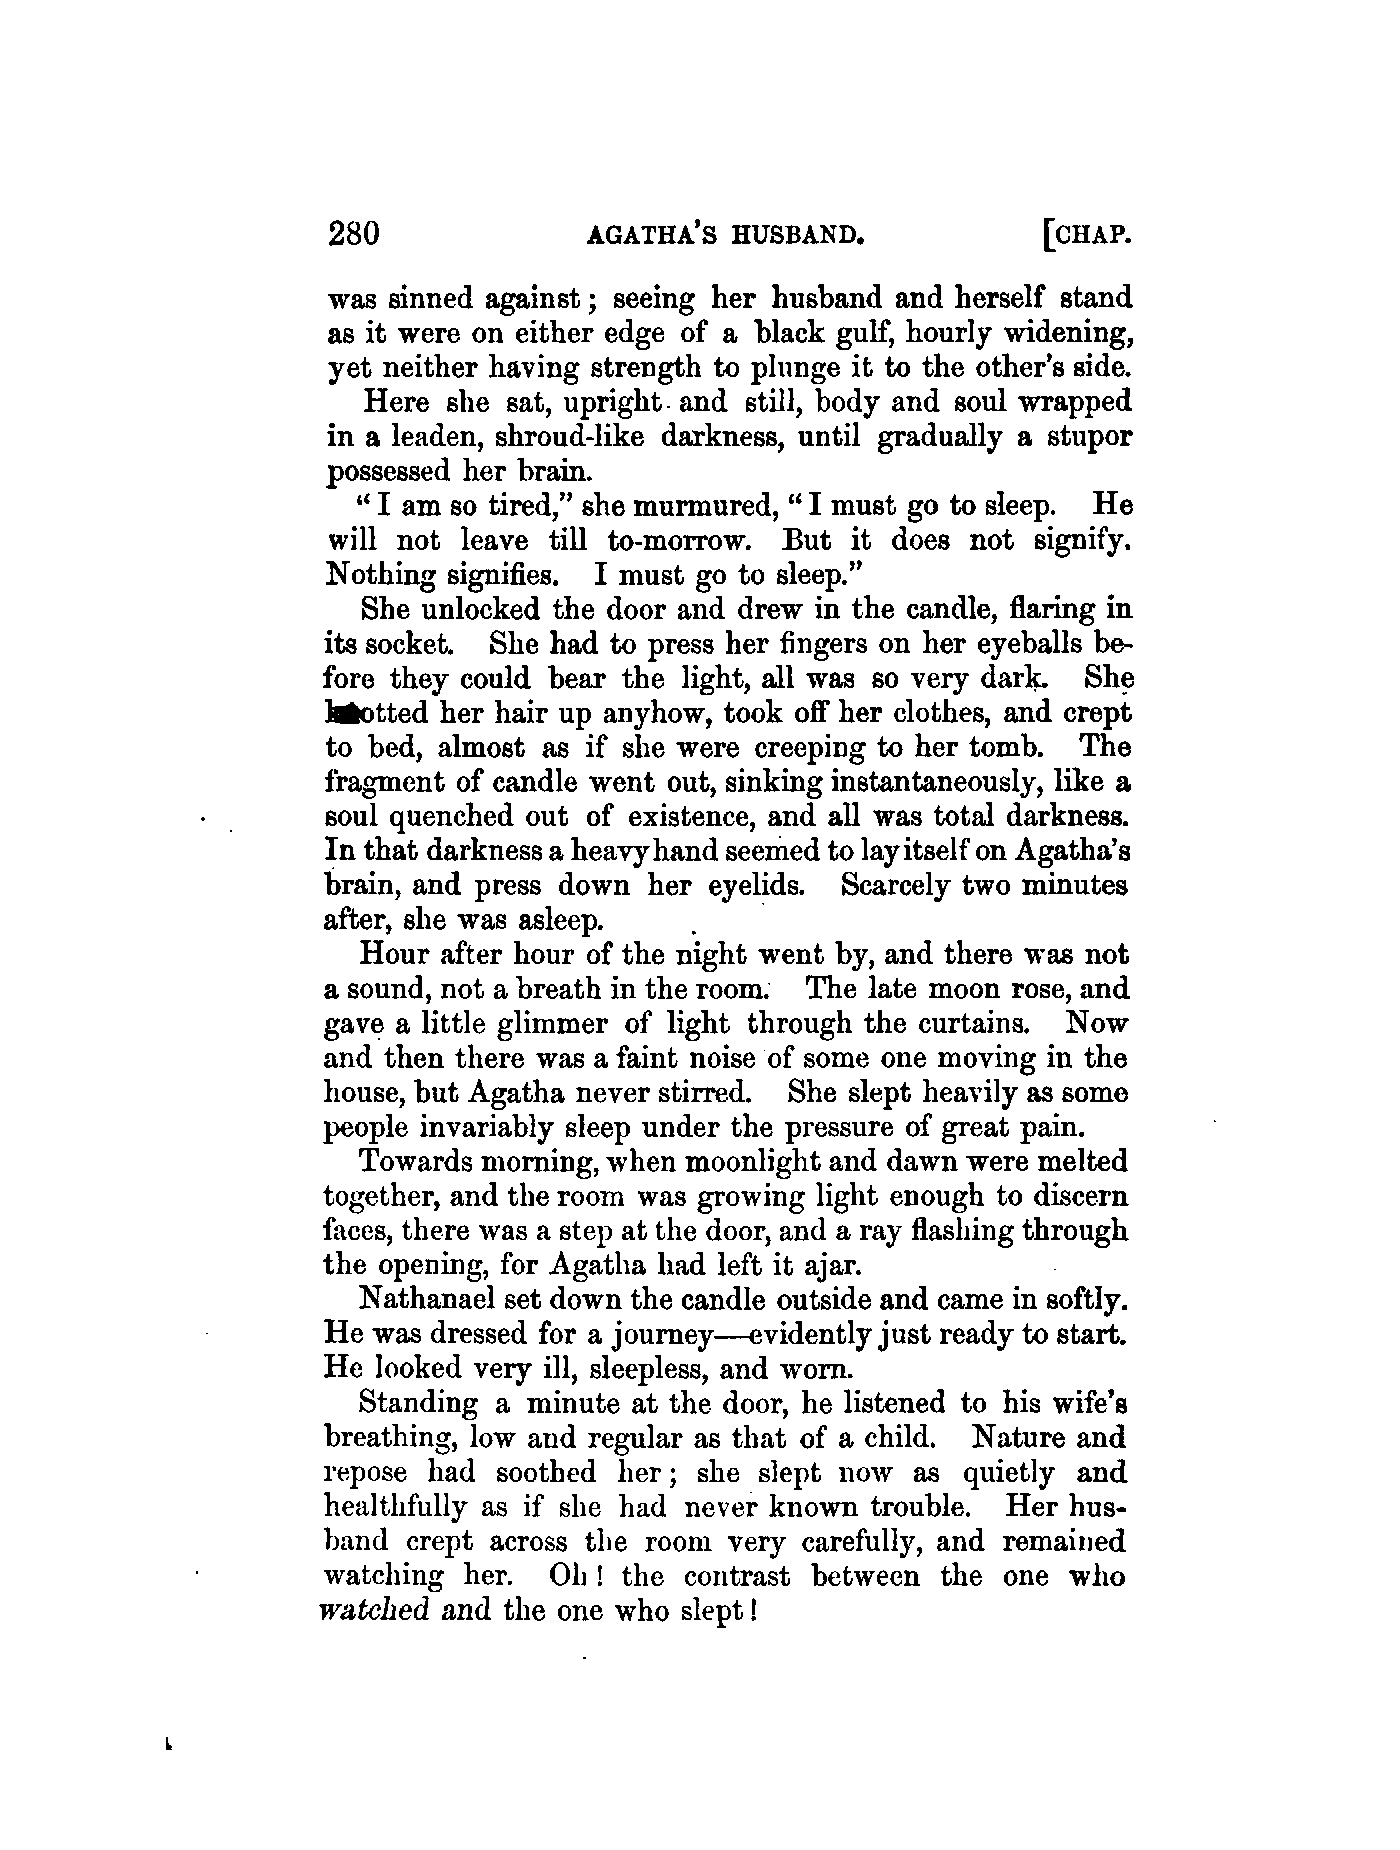 280 AGATHA'S HUSBAND. [CHAP.
was sinned against; seeing her husband and herself stand
as it were on either edge of a black gulf, hourly widening,
yet neither having strength to plunge it to the other's side.
Here she sat, upright and still, body and soul wrapped
in a leaden, shroud-like darkness, until gradually a stupor
possessed her brain.
"I am so tired," she murmured, "I must go to sleep. He
will not leave till to-morrow. But it does not signify.
Nothing signifies. I must go to sleep."
She unlocked the door and drew in the candle, flaring in
its socket. She had to press her fingers on her eyeballs be-
fore they could bear the light, all was so very dark. She
knotted her hair up anyhow, took off her clothes, and crept
to bed, almost as if she were creeping to her tomb. The
fragment of candle went out, sinking instantaneously, like a
soul quenched out of existence, and all was total darkness.
In that darkness a heavy hand seemed to lay itself on Agatha's
brain, and press down her eyelids. Scarcely two minutes
after, she was asleep.
Hour after hour of the night went by, and there was not
a sound, not a breath in the room. The late moon rose, and
gave a little glimmer of light through the curtains. Now
and then there was a faint noise of some one moving in the
house, but Agatha never stirred. She slept heavily as some
people invariably sleep under the pressure of great pain.
Towards morning, when moonlight and dawn were melted
together, and the room was growing light enough to discern
faces, there was a step at the door, and a ray flashing through
the opening, for Agatha had left it ajar.
Nathanael set down the candle outside and came in softly.
He was dressed for a journey—evidently just ready to start.
He looked very ill, sleepless, and worn.
Standing a minute at the door, he listened to his wife's
breathing, low and regular as that of a child. Nature and
repose had soothed her; she slept now as quietly and
healthfully as if she had never known trouble. Her hus-
band crept across the room very carefully, and remained
watching her. Oh! the contrast between the one who
watched and the one who slept!